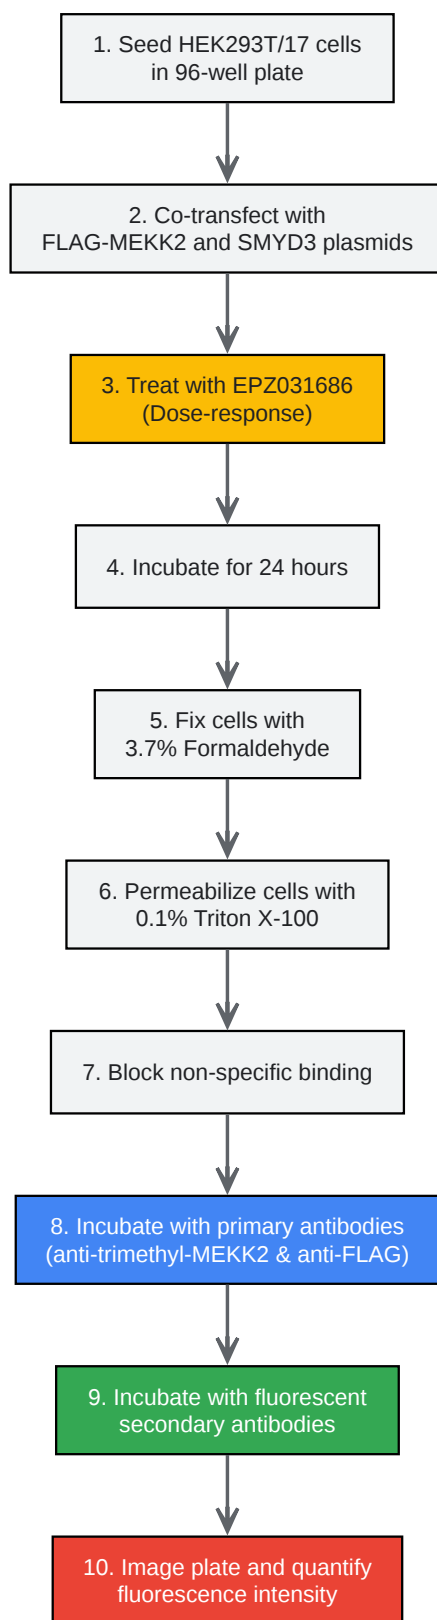 1. Seed HEK293T/17 cells
in 96-well plate
2. Co-transfect with
FLAG-MEKK2 and SMYD3 plasmids
3. Treat with EPZ031686
(Dose-response)
4. Incubate for 24 hours
5. Fix cells with
3.7% Formaldehyde
6. Permeabilize cells with
0.1% Triton X-100
7. Block non-specific binding
8. Incubate with primary antibodies
(anti-trimethyl-MEKK2 & anti-FLAG)
9. Incubate with fluorescent
secondary antibodies
10. Image plate and quantify
fluorescence intensity